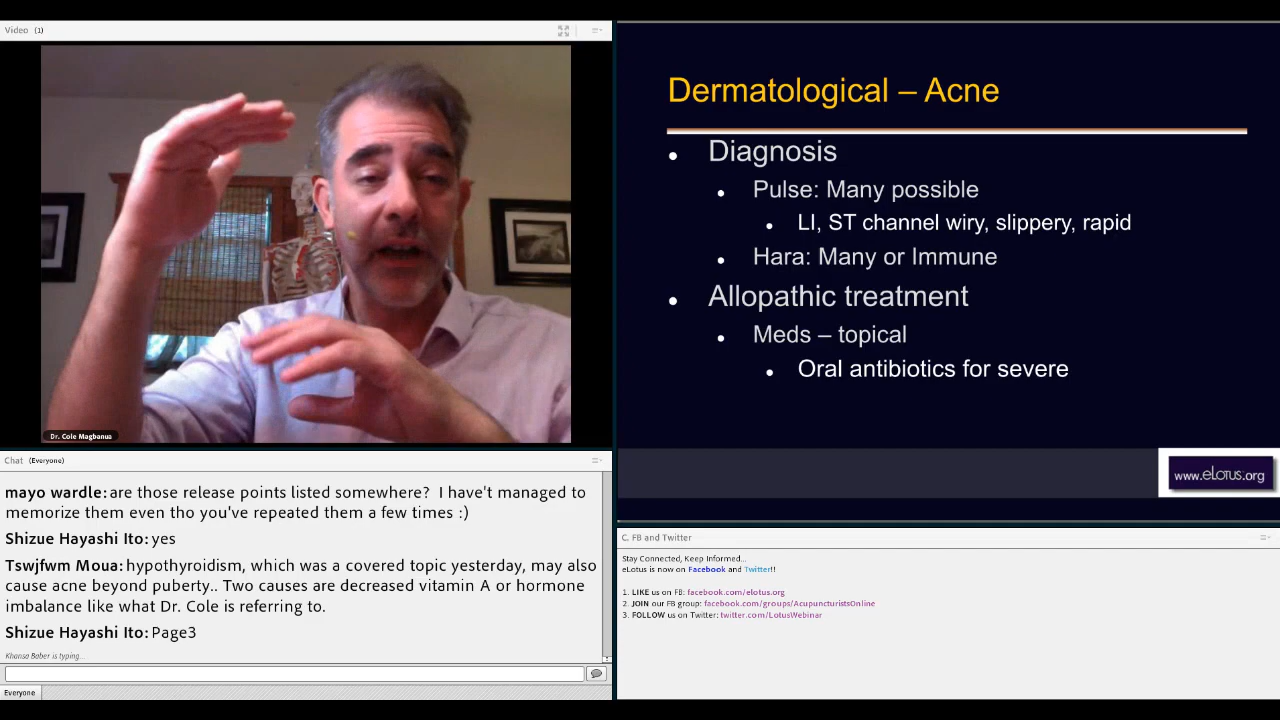 Video (1)
Dr. Cole Magbanua
Chat (Everyone)
mayo wardle: are those release points listed somewhere? I have't managed to
memorize them even tho you've repeated them a few times :)
Shizue Hayashi Ito: yes
Tswjfwm Moua: hypothyroidism, which was a covered topic yesterday, may also
cause acne beyond puberty.. Two causes are decreased vitamin A or hormone
imbalance like what Dr. Cole is referring to.
Shizue Hayashi Ito: Page3
Khansa Baber is typing...
Everyone
Dermatological – Acne
• Diagnosis
• Pulse: Many possible
• LI, ST channel wiry, slippery, rapid
• Hara: Many or Immune
• Allopathic treatment
• Meds – topical
• Oral antibiotics for severe
www.eLotus.org
C. FB and Twitter
Stay Connected, Keep Informed...
eLotus is now on Facebook and Twitter!!
1. LIKE us on FB: facebook.com/elotus.org
2. JOIN our FB group: facebook.com/groups/AcupuncturistsOnline
3. FOLLOW us on Twitter: twitter.com/LotusWebinar